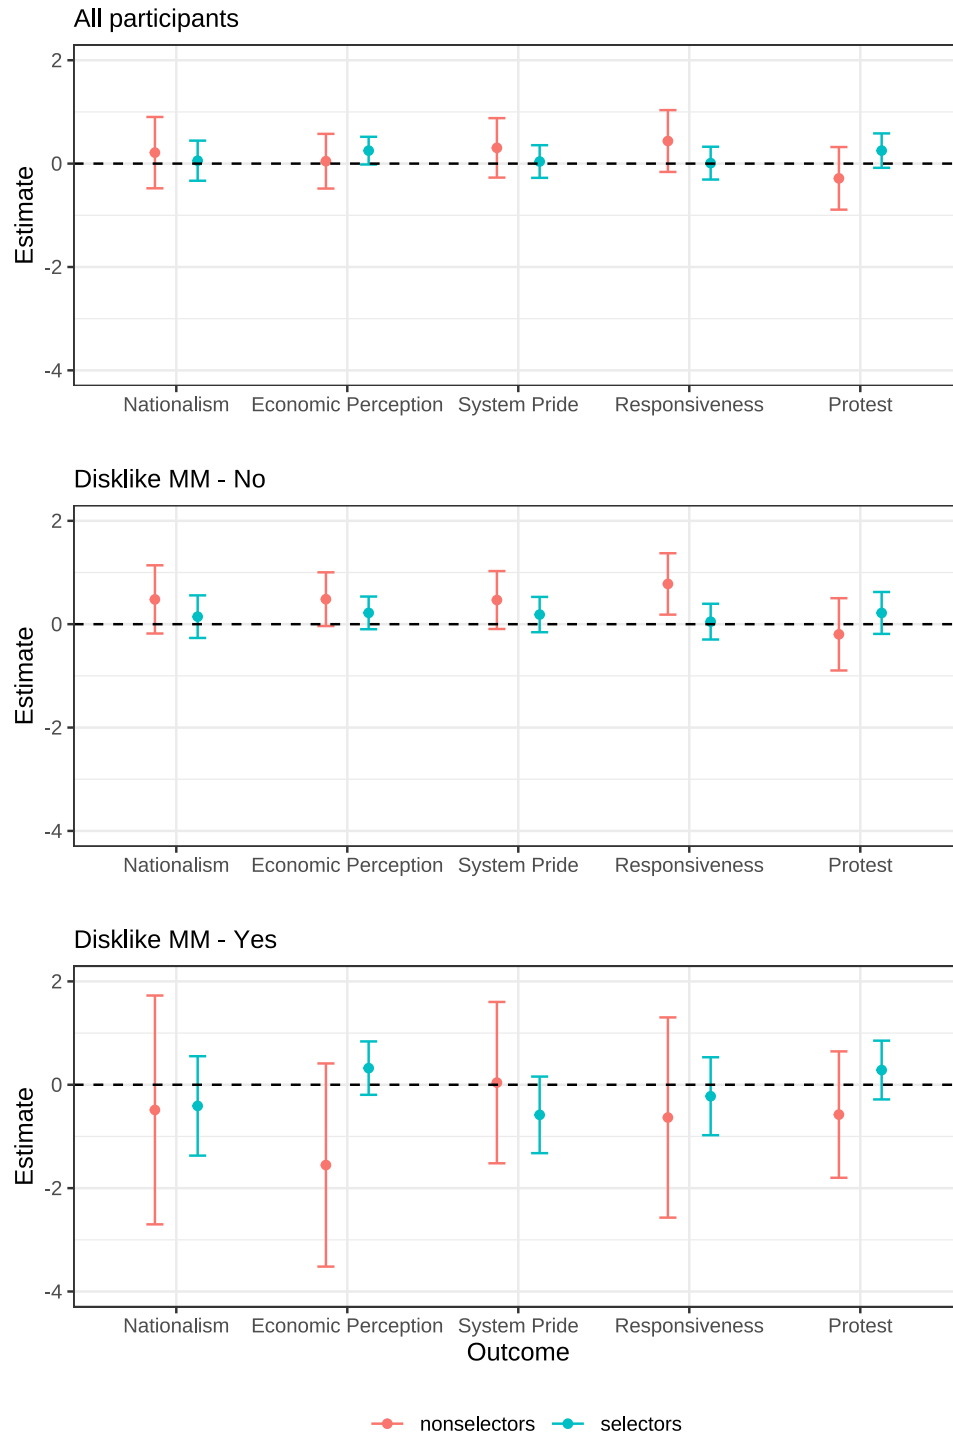 All participants
2
0
-2
-4
Estimate
Nationalism Economic Perception System Pride Responsiveness Protest
Disklike MM - No
2
0
-2
-4
Estimate
Nationalism Economic Perception System Pride Responsiveness Protest
Disklike MM - Yes
2
0
-2
-4
Estimate
Nationalism Economic Perception System Pride Responsiveness Protest
Outcome
nonselectors selectors